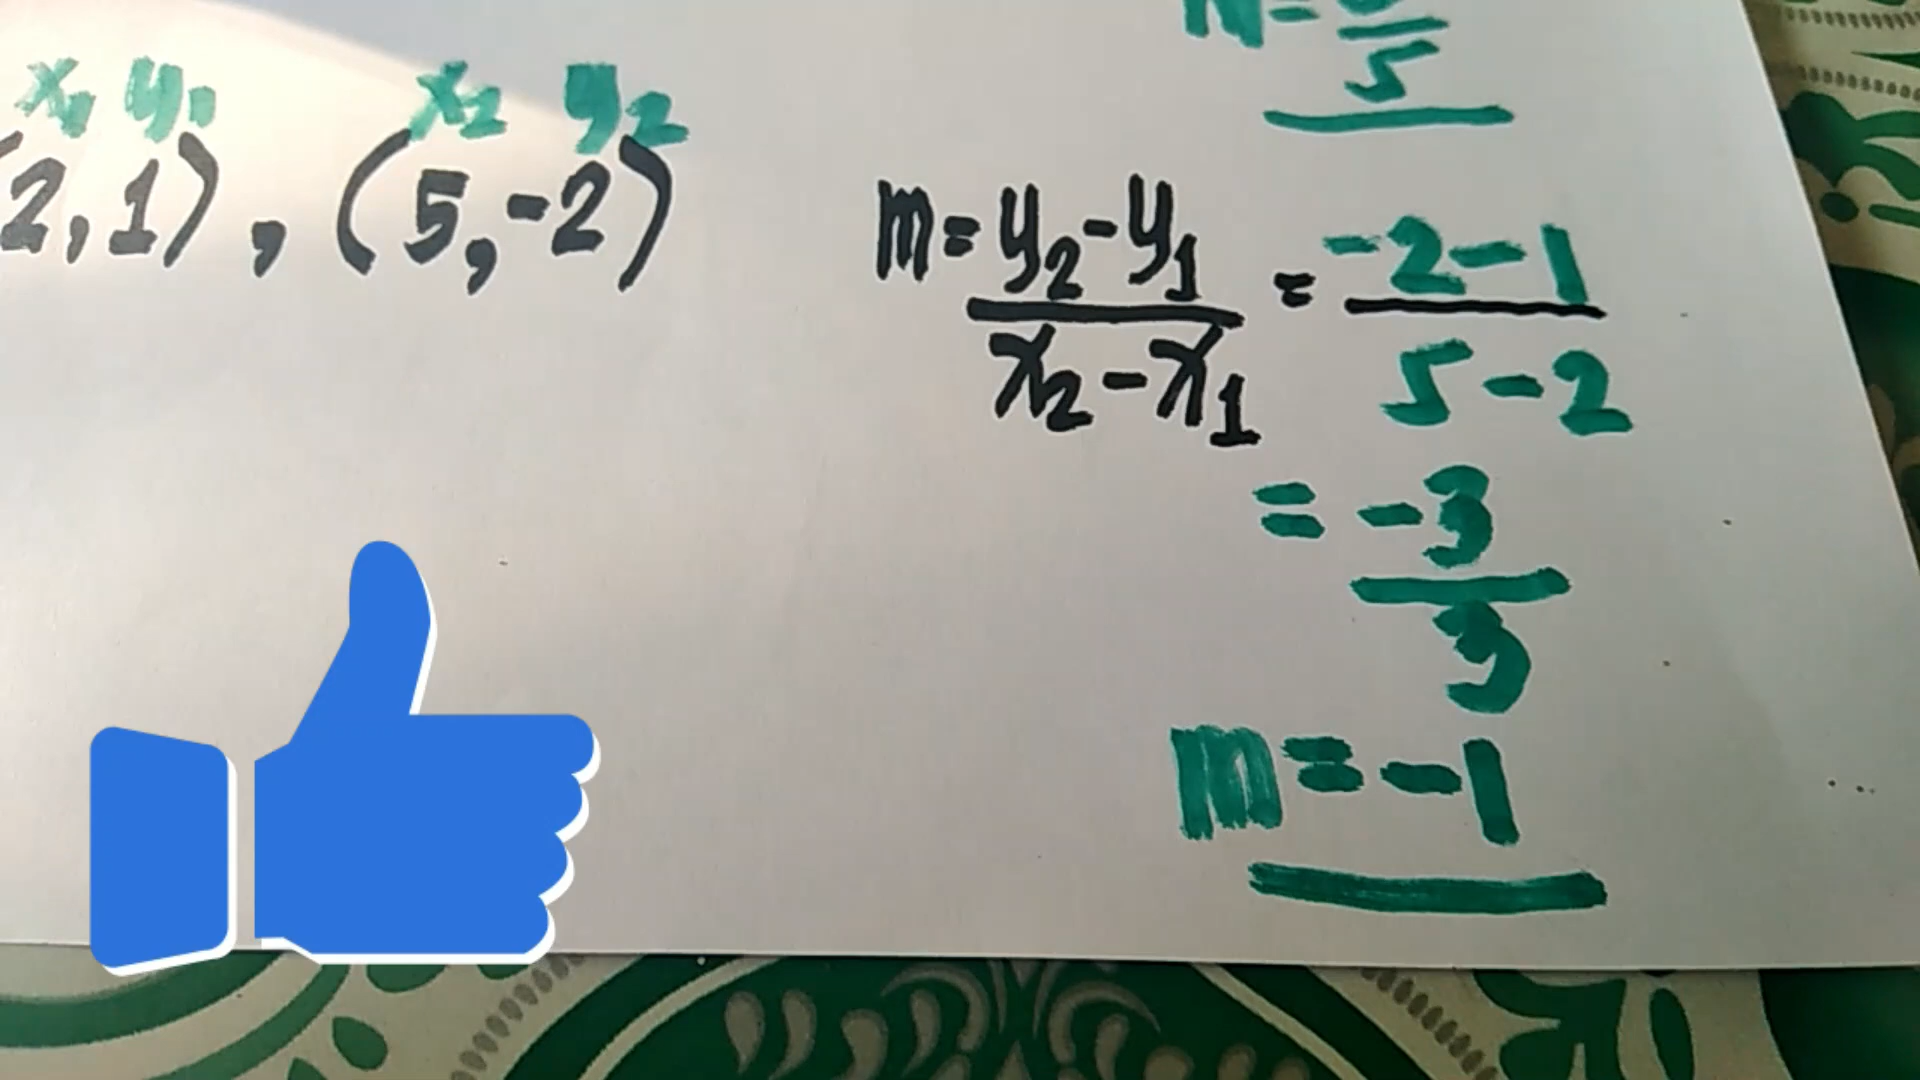 x₁ y₁ x₂ y₂
(2,1) , (5,-2)
5
m = y₂ - y₁ / x₂ - x₁ = -2 - 1 / 5 - 2
= -3 / 3
m = -1